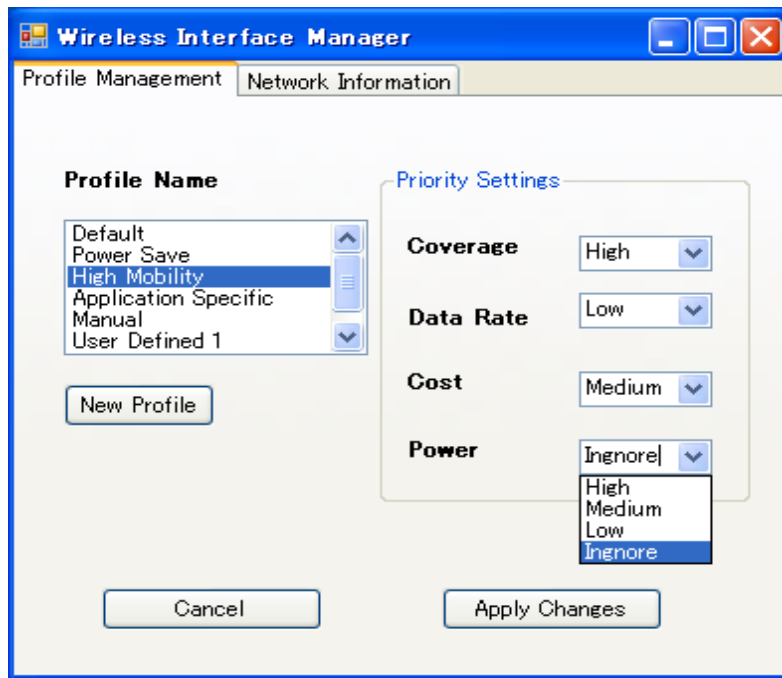 Wireless Interface Manager
Profile Management
Network Information
Profile Name
Default
Power Save
High Mobility
Application Specific
Manual
User Defined 1
New Profile
Priority Settings
Coverage
High
Data Rate
Low
Cost
Medium
Power
Ingnore
High
Medium
Low
Ingnore
Cancel
Apply Changes